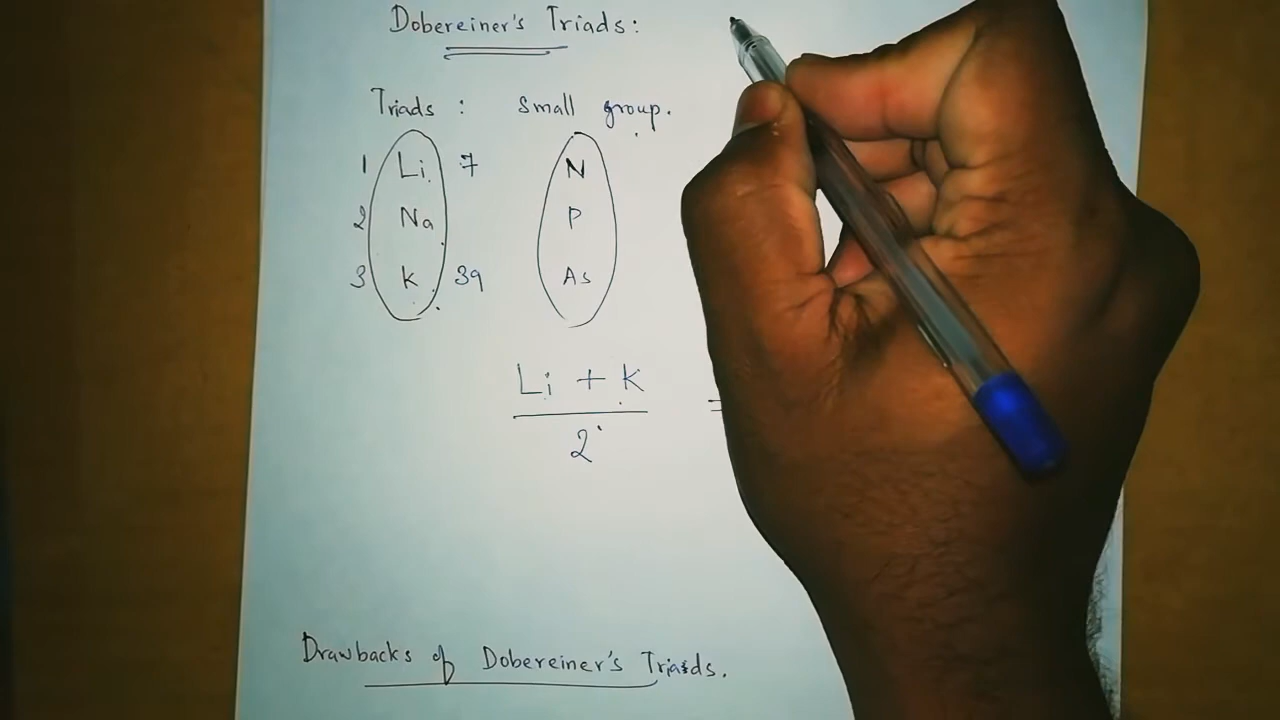 Dobereiner's Triads:
Triads : Small group.
1 Li 7 N
2 Na P
3 K 39 As
Li + K =
2
Drawbacks of Dobereiner's Triads.